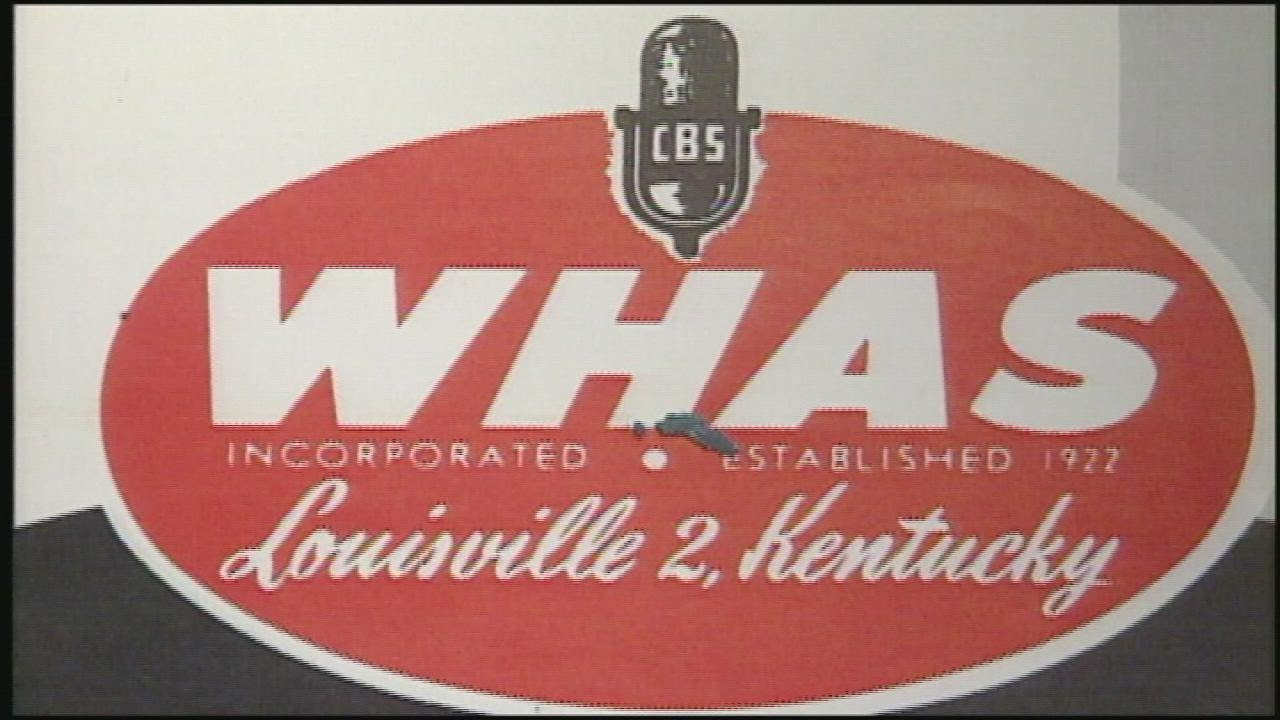 CBS
WHAS
INCORPORATED • ESTABLISHED 1922
Louisville 2, Kentucky